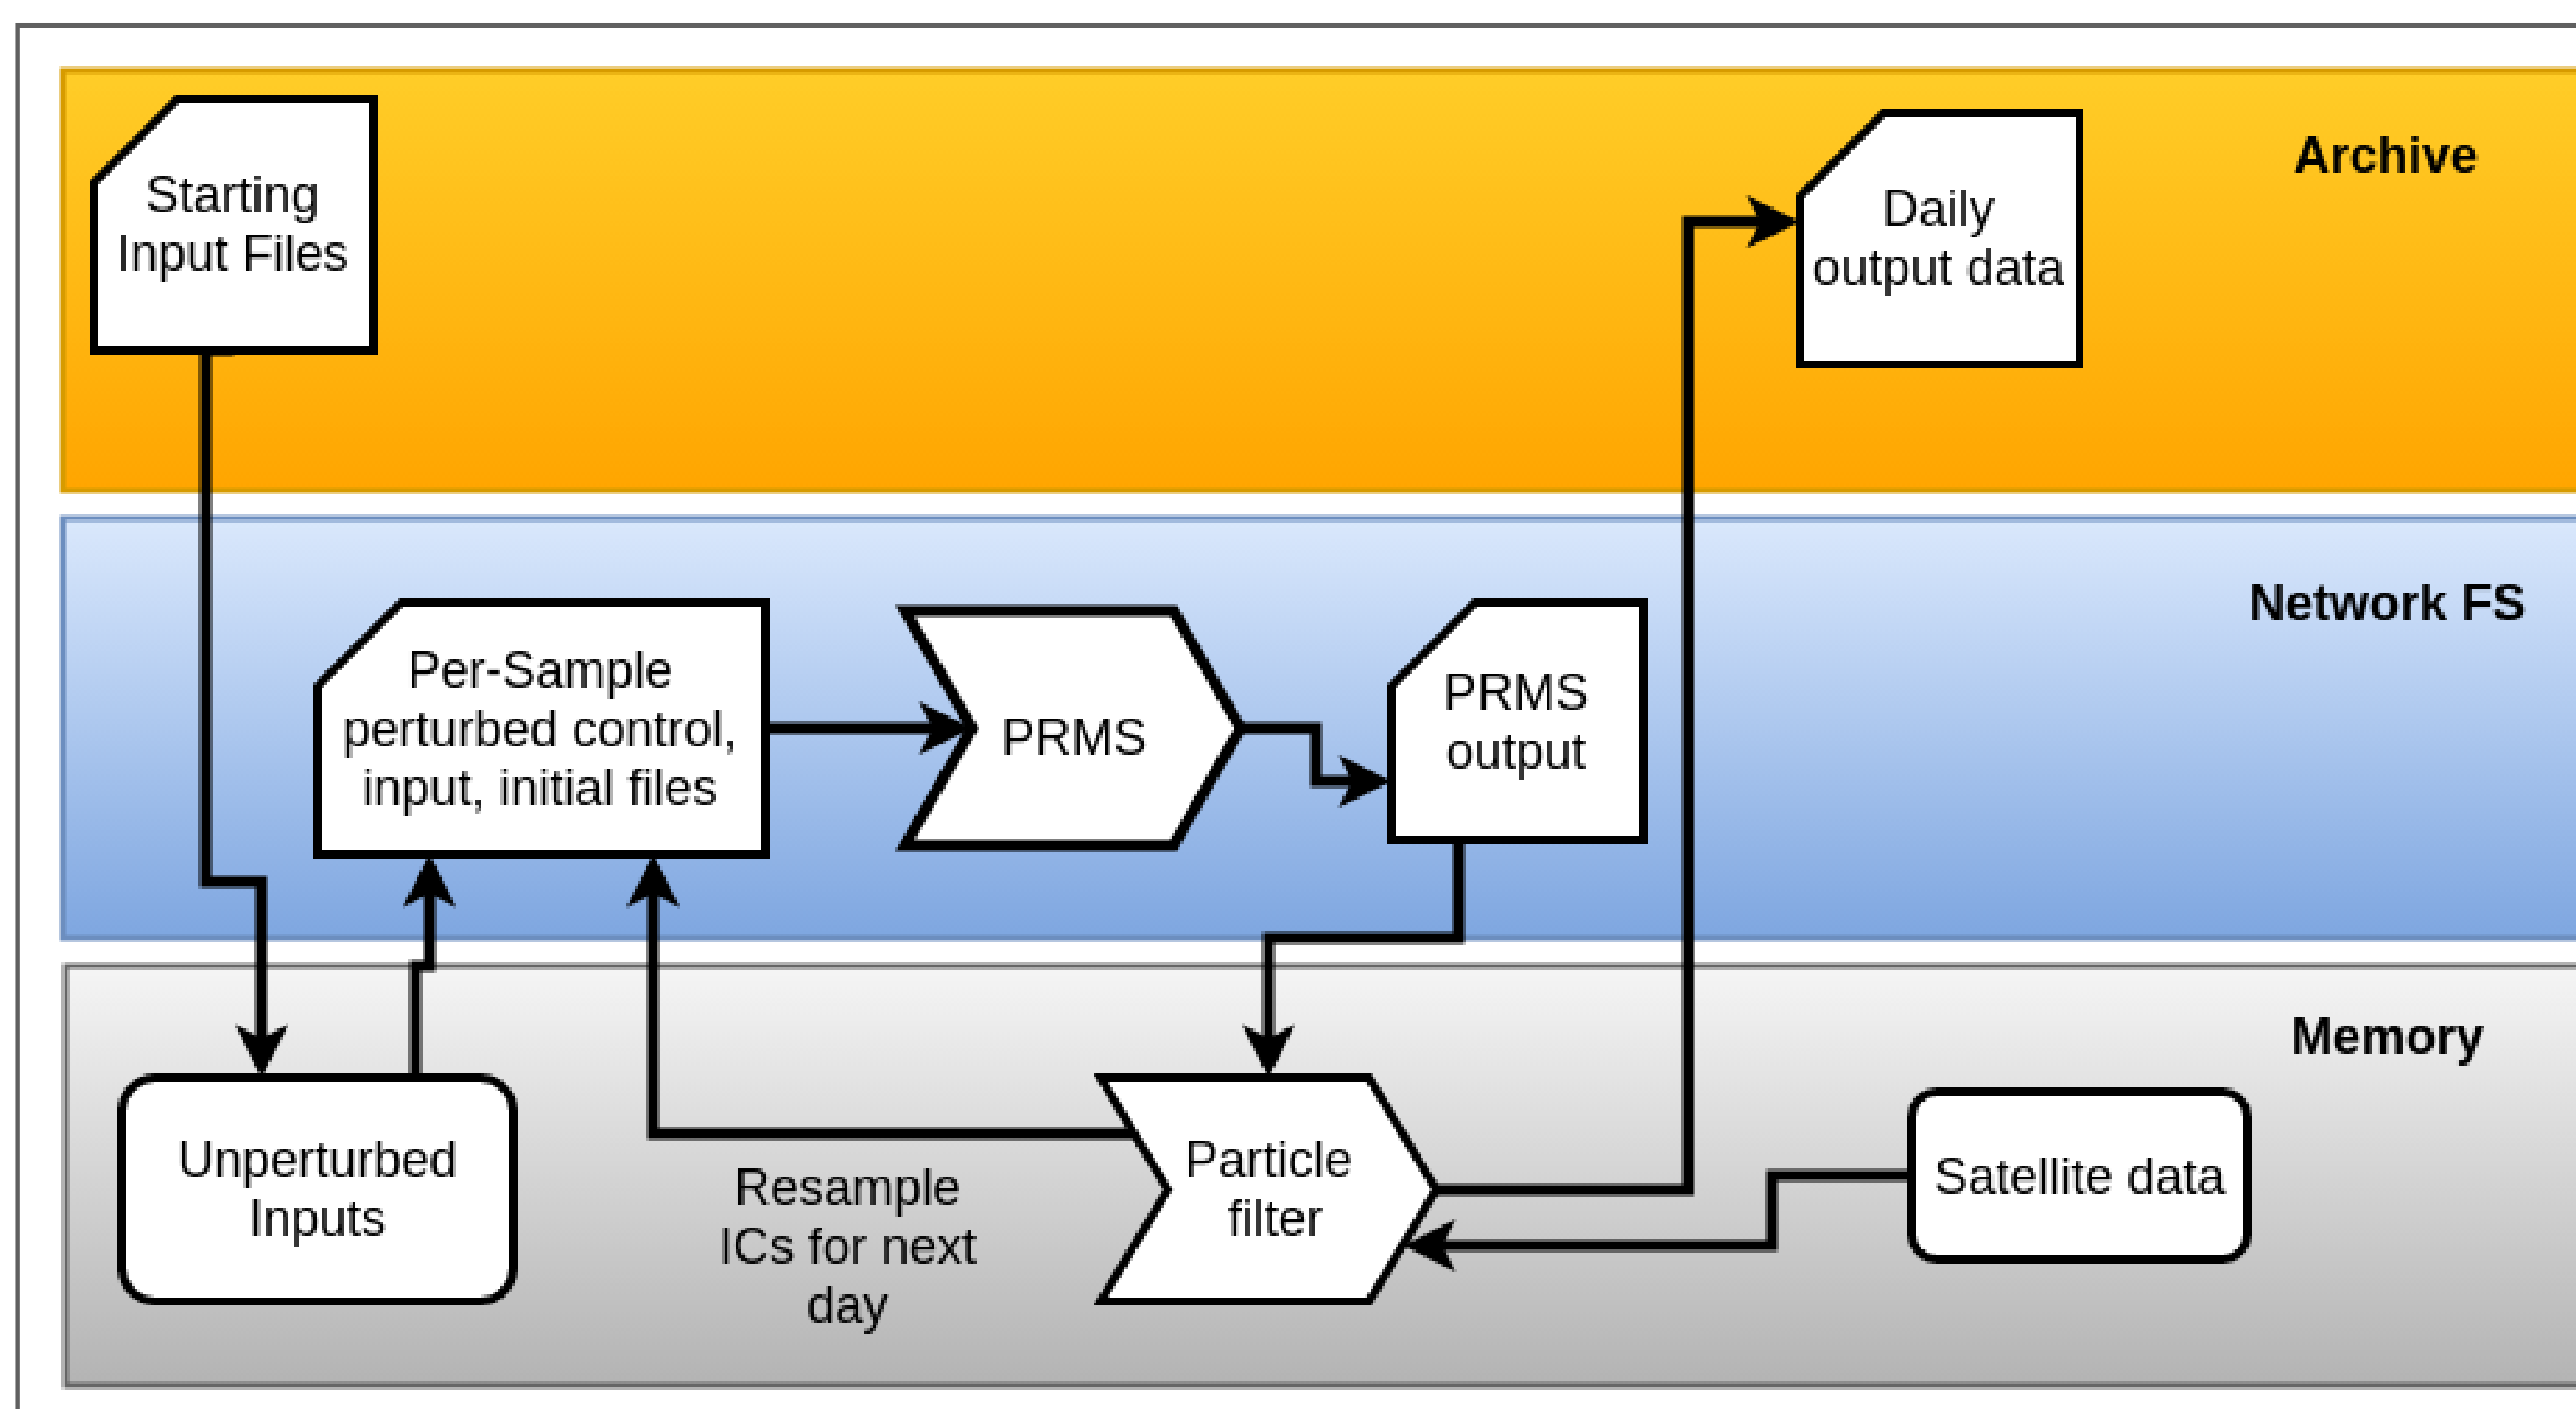 Starting
Input Files
Daily
output data
Archive
Network FS
Per-Sample
perturbed control,
input, initial files
PRMS
PRMS
output
Memory
Unperturbed
Inputs
Resample
ICs for next
day
Particle
filter
Satellite data